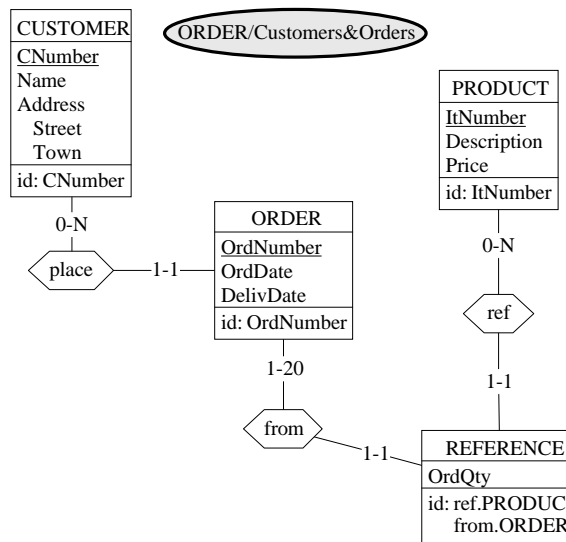 CUSTOMER
CNumber
Name
Address
Street
Town
id: CNumber
ORDER/Customers&Orders
PRODUCT
ItNumber
Description
Price
id: ItNumber
0-N
place
1-1
ORDER
OrdNumber
OrdDate
DelivDate
id: OrdNumber
0-N
ref
1-1
1-20
from
1-1
REFERENCE
OrdQty
id: ref.PRODUC
from.ORDER